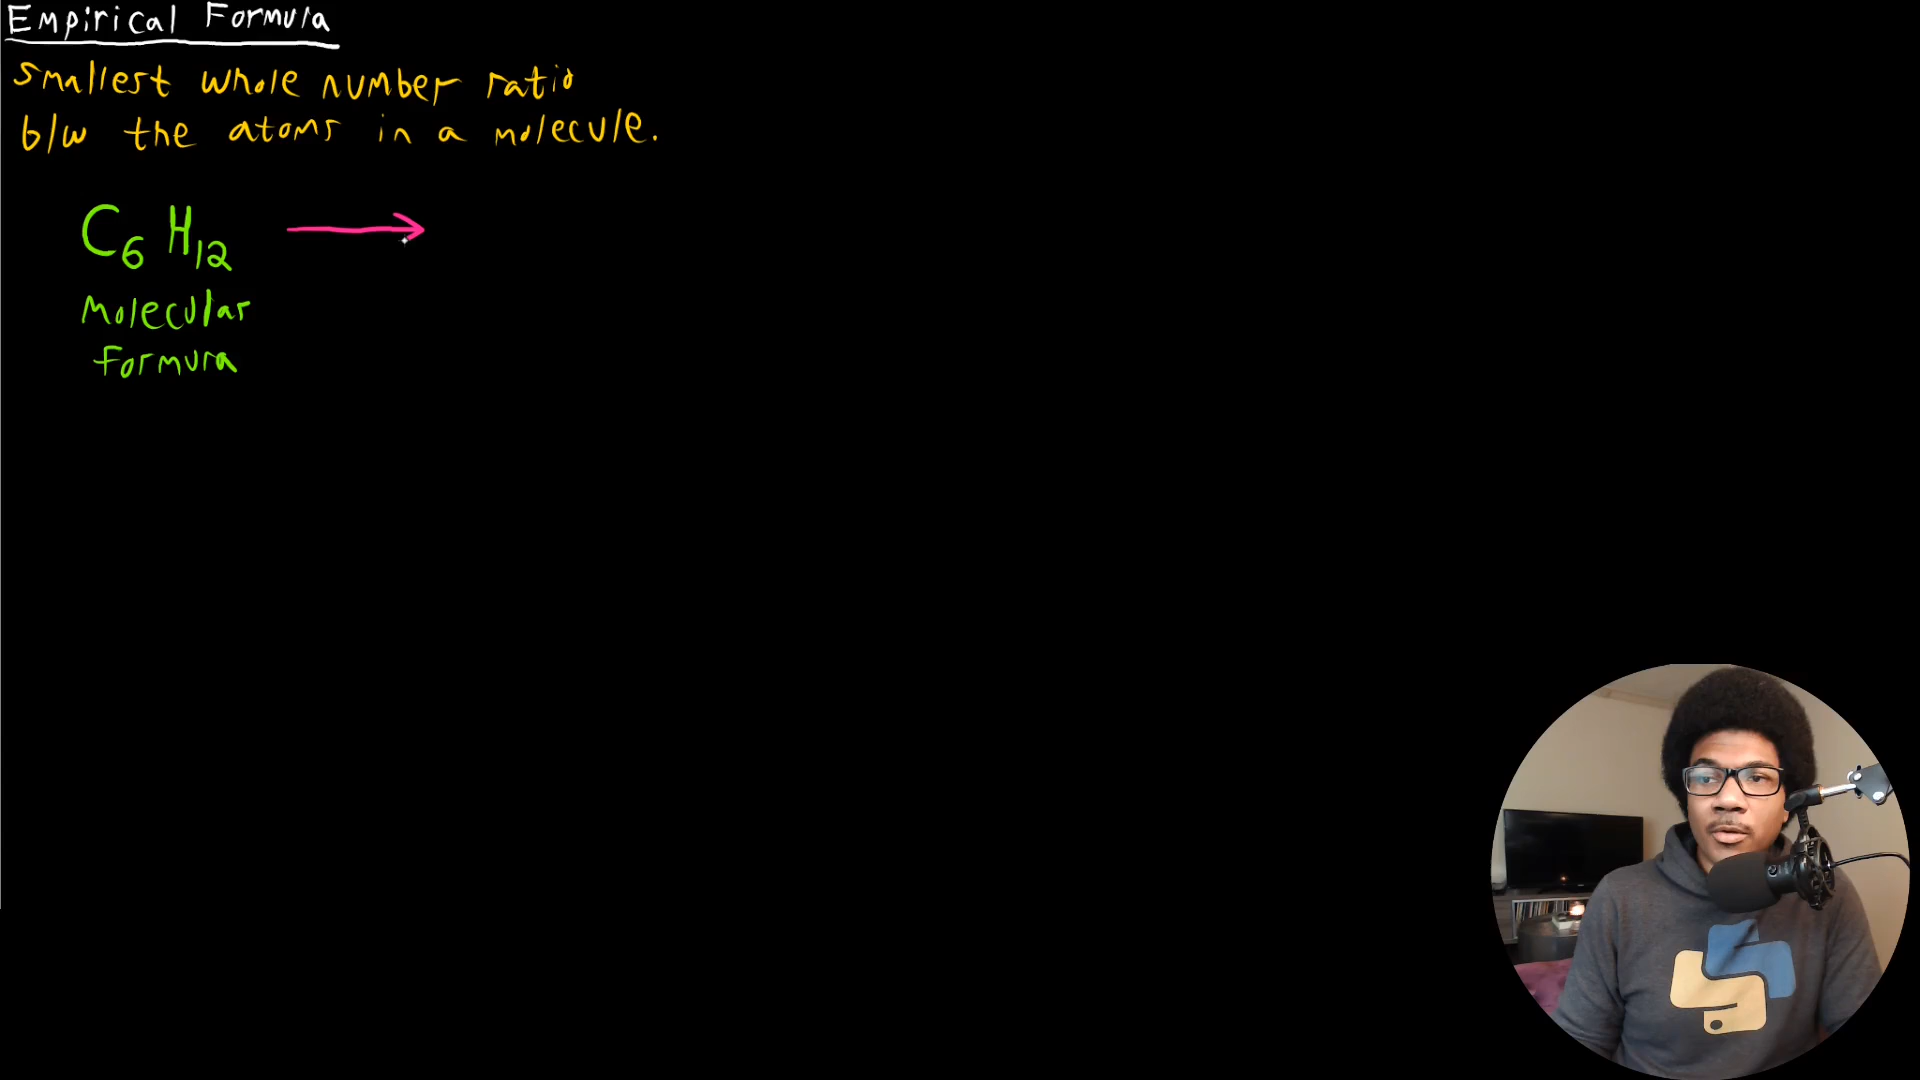 Empirical Formula
Smallest whole number ratio
b/w the atoms in a molecule.
C₆ H₁₂
Molecular
formula